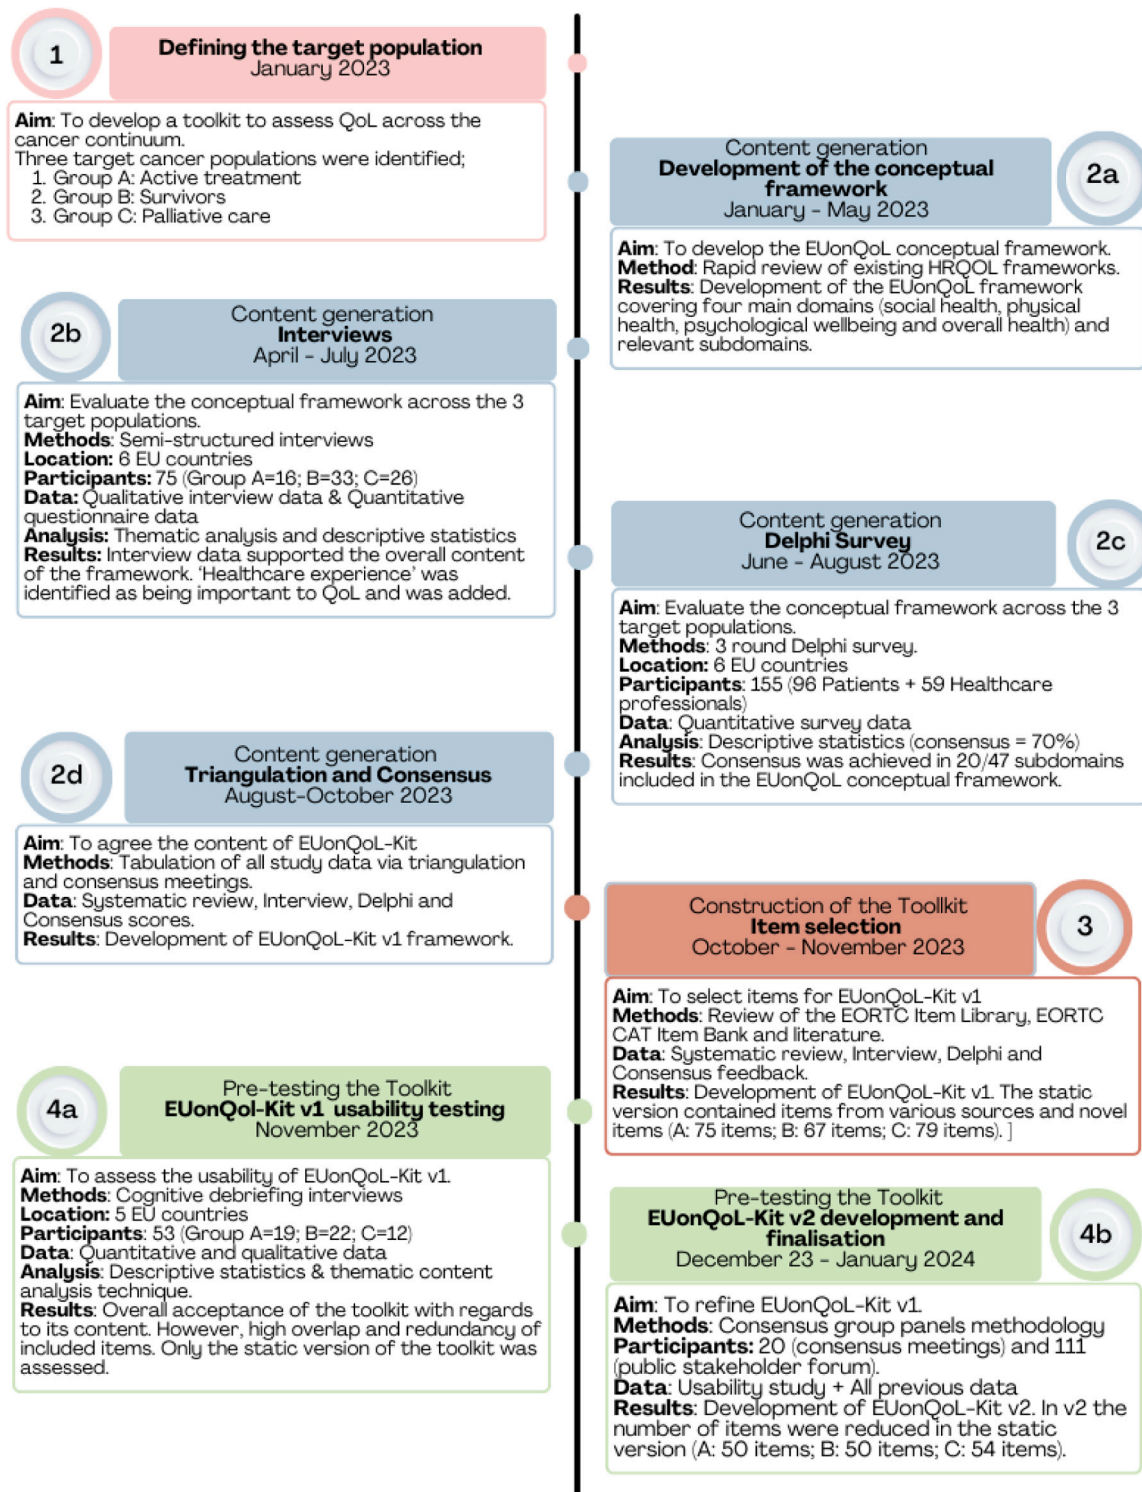 1
Defining the target population
January 2023
Aim: To develop a toolkit to assess QoL across the
cancer continuum.
Three target cancer populations were identified;
1. Group A: Active treatment
2. Group B: Survivors
3. Group C: Palliative care
Content generation
Development of the conceptual
framework
January - May 2023
2a
Aim: To develop the EUonQoL conceptual framework.
Method: Rapid review of existing HRQOL frameworks.
Results: Development of the EUonQoL framework
covering four main domains (social health, physical
health, psychological wellbeing and overall health) and
relevant subdomains.
2b
Content generation
Interviews
April - July 2023
Aim: Evaluate the conceptual framework across the 3
target populations.
Methods: Semi-structured interviews
Location: 6 EU countries
Participants: 75 (Group A=16; B=33; C=26)
Data: Qualitative interview data & Quantitative
questionnaire data
Analysis: Thematic analysis and descriptive statistics
Results: Interview data supported the overall content
of the framework. ‘Healthcare experience’ was
identified as being important to QoL and was added.
Content generation
Delphi Survey
June - August 2023
2c
Aim: Evaluate the conceptual framework across the 3
target populations.
Methods: 3 round Delphi survey.
Location: 6 EU countries
Participants: 155 (96 Patients + 59 Healthcare
professionals)
Data: Quantitative survey data
Analysis: Descriptive statistics (consensus = 70%)
Results: Consensus was achieved in 20/47 subdomains
included in the EUonQoL conceptual framework.
2d
Content generation
Triangulation and Consensus
August-October 2023
Aim: To agree the content of EUonQoL-Kit
Methods: Tabulation of all study data via triangulation
and consensus meetings.
Data: Systematic review, Interview, Delphi and
Consensus scores.
Results: Development of EUonQoL-Kit v1 framework.
Construction of the Toollkit
Item selection
October - November 2023
3
Aim: To select items for EUonQoL-Kit v1
Methods: Review of the EORTC Item Library, EORTC
CAT Item Bank and literature.
Data: Systematic review, Interview, Delphi and
Consensus feedback.
Results: Development of EUonQoL-Kit v1. The static
version contained items from various sources and novel
items (A: 75 items; B: 67 items; C: 79 items). ]
4a
Pre-testing the Toolkit
EUonQol-Kit v1 usability testing
November 2023
Aim: To assess the usability of EUonQoL-Kit v1.
Methods: Cognitive debriefing interviews
Location: 5 EU countries
Participants: 53 (Group A=19; B=22; C=12)
Data: Quantitative and qualitative data
Analysis: Descriptive statistics & thematic content
analysis technique.
Results: Overall acceptance of the toolkit with regards
to its content. However, high overlap and redundancy of
included items. Only the static version of the toolkit was
assessed.
Pre-testing the Toolkit
EUonQoL-Kit v2 development and
finalisation
December 23 - January 2024
4b
Aim: To refine EUonQoL-Kit v1.
Methods: Consensus group panels methodology
Participants: 20 (consensus meetings) and 111
(public stakeholder forum).
Data: Usability study + All previous data
Results: Development of EUonQoL-Kit v2. In v2 the
number of items were reduced in the static
version (A: 50 items; B: 50 items; C: 54 items).